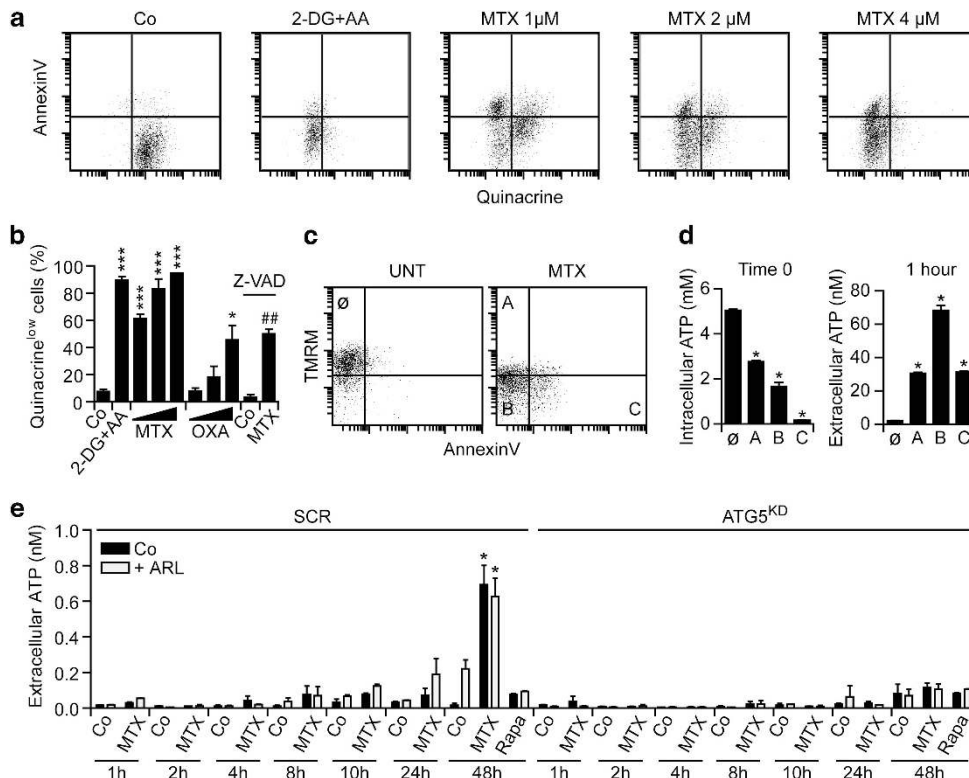 a
Co
2-DG+AA
MTX 1µM
MTX 2 µM
MTX 4 µM
AnnexinV
Quinacrine
b
Quinacrine^low cells (%)
100
80
60
40
20
0
***
***
***
***
*
Z-VAD
##
Co
2-DG+AA
MTX
OXA
Co
MTX
c
UNT
MTX
TMRM
Ø
A
B
C
AnnexinV
d
Time 0
1 hour
Intracellular ATP (mM)
6
4
2
0
*
*
*
Ø A B C
Extracellular ATP (nM)
80
60
40
20
0
*
*
*
Ø A B C
e
SCR
ATG5^KD
Extracellular ATP (nM)
1.0
0.8
0.6
0.4
0.2
0.0
Co
+ ARL
* *
Co MTX Co MTX Co MTX Co MTX Co MTX Co MTX Co MTX Rapa Co MTX Co MTX Co MTX Co MTX Co MTX Co MTX Co MTX Rapa
1h 2h 4h 8h 10h 24h 48h 1h 2h 4h 8h 10h 24h 48h